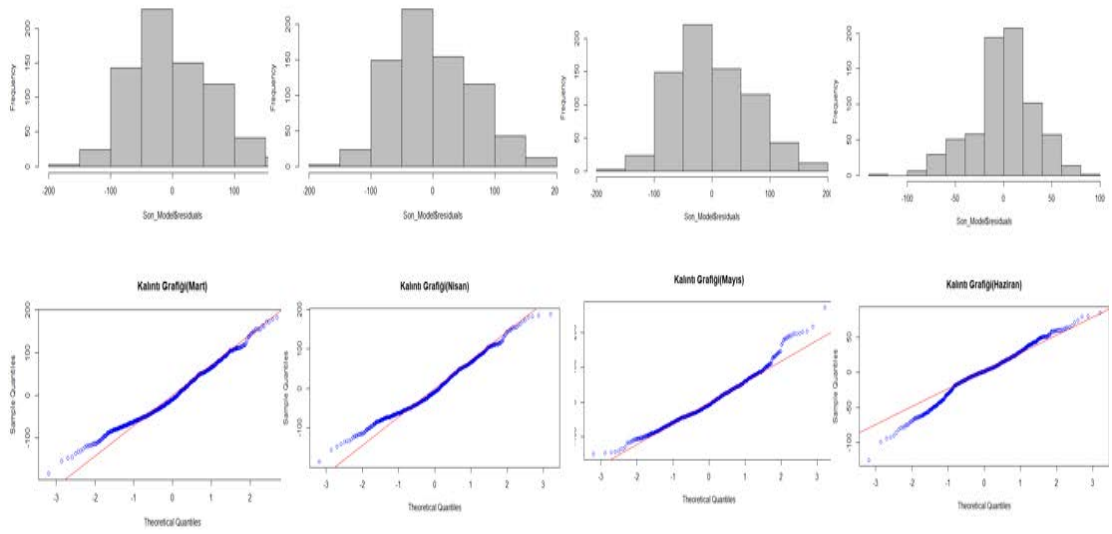 Frequency
0 50 100 150 200
-200 -100 0 100
Son_Model$residuals
Frequency
0 50 100 150 200
-200 -100 0 100 20
Son_Model$residuals
Frequency
0 50 100 150 200
-200 -100 0 100 200
Son_Model$residuals
Frequency
0 50 100 150 200
-100 -50 0 50 100
Son_Model$residuals
Kalıntı Grafiği(Mart)
Sample Quantiles
-100 0 100 200
-3 -2 -1 0 1 2
Theoretical Quantiles
Kalıntı Grafiği(Nisan)
Sample Quantiles
-100 0 100 200
-3 -2 -1 0 1 2 3
Theoretical Quantiles
Kalıntı Grafiği(Mayıs)
-3 -2 -1 0 1 2 3
Theoretical Quantiles
Kalıntı Grafiği(Haziran)
Sample Quantiles
-100 -50 0 50
-3 -2 -1 0 1 2 3
Theoretical Quantiles